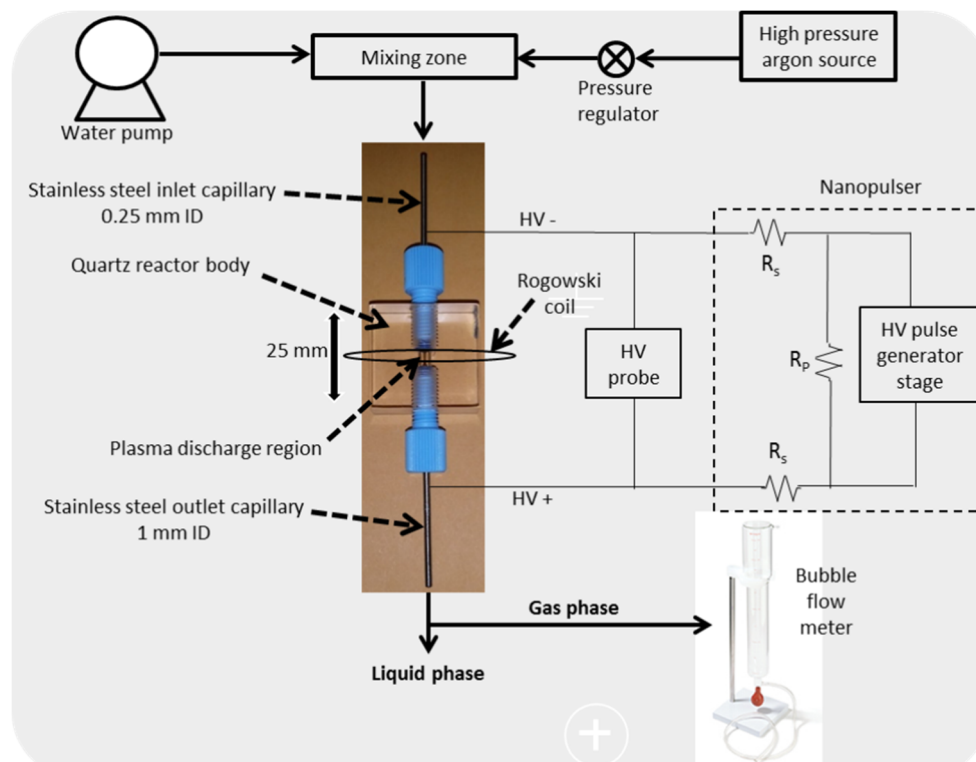 High pressure
argon source
Mixing zone
Pressure
regulator
Water pump
Stainless steel inlet capillary
0.25 mm ID
Nanopulser
HV -
Rs
Quartz reactor body
Rogowski
coil
25 mm
HV
probe
Rp
HV pulse
generator
stage
Plasma discharge region
Rs
Stainless steel outlet capillary
1 mm ID
HV +
Bubble
flow
meter
Gas phase
Liquid phase